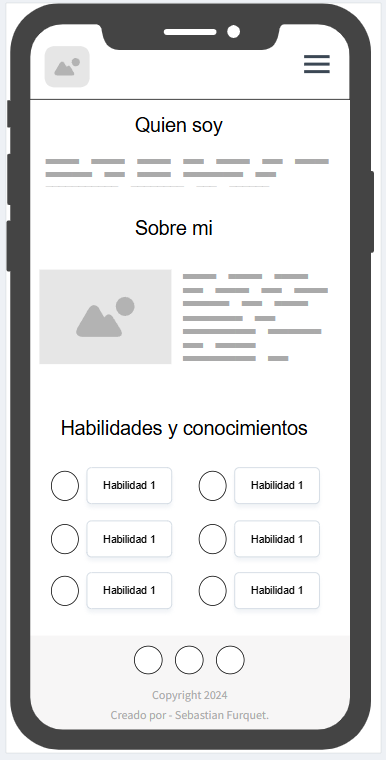 Quien soy
Sobre mi
Habilidades y conocimientos
Habilidad 1 Habilidad 1
Habilidad 1 Habilidad 1
Habilidad 1 Habilidad 1
Copyright 2024
Creado por - Sebastian Furquet.